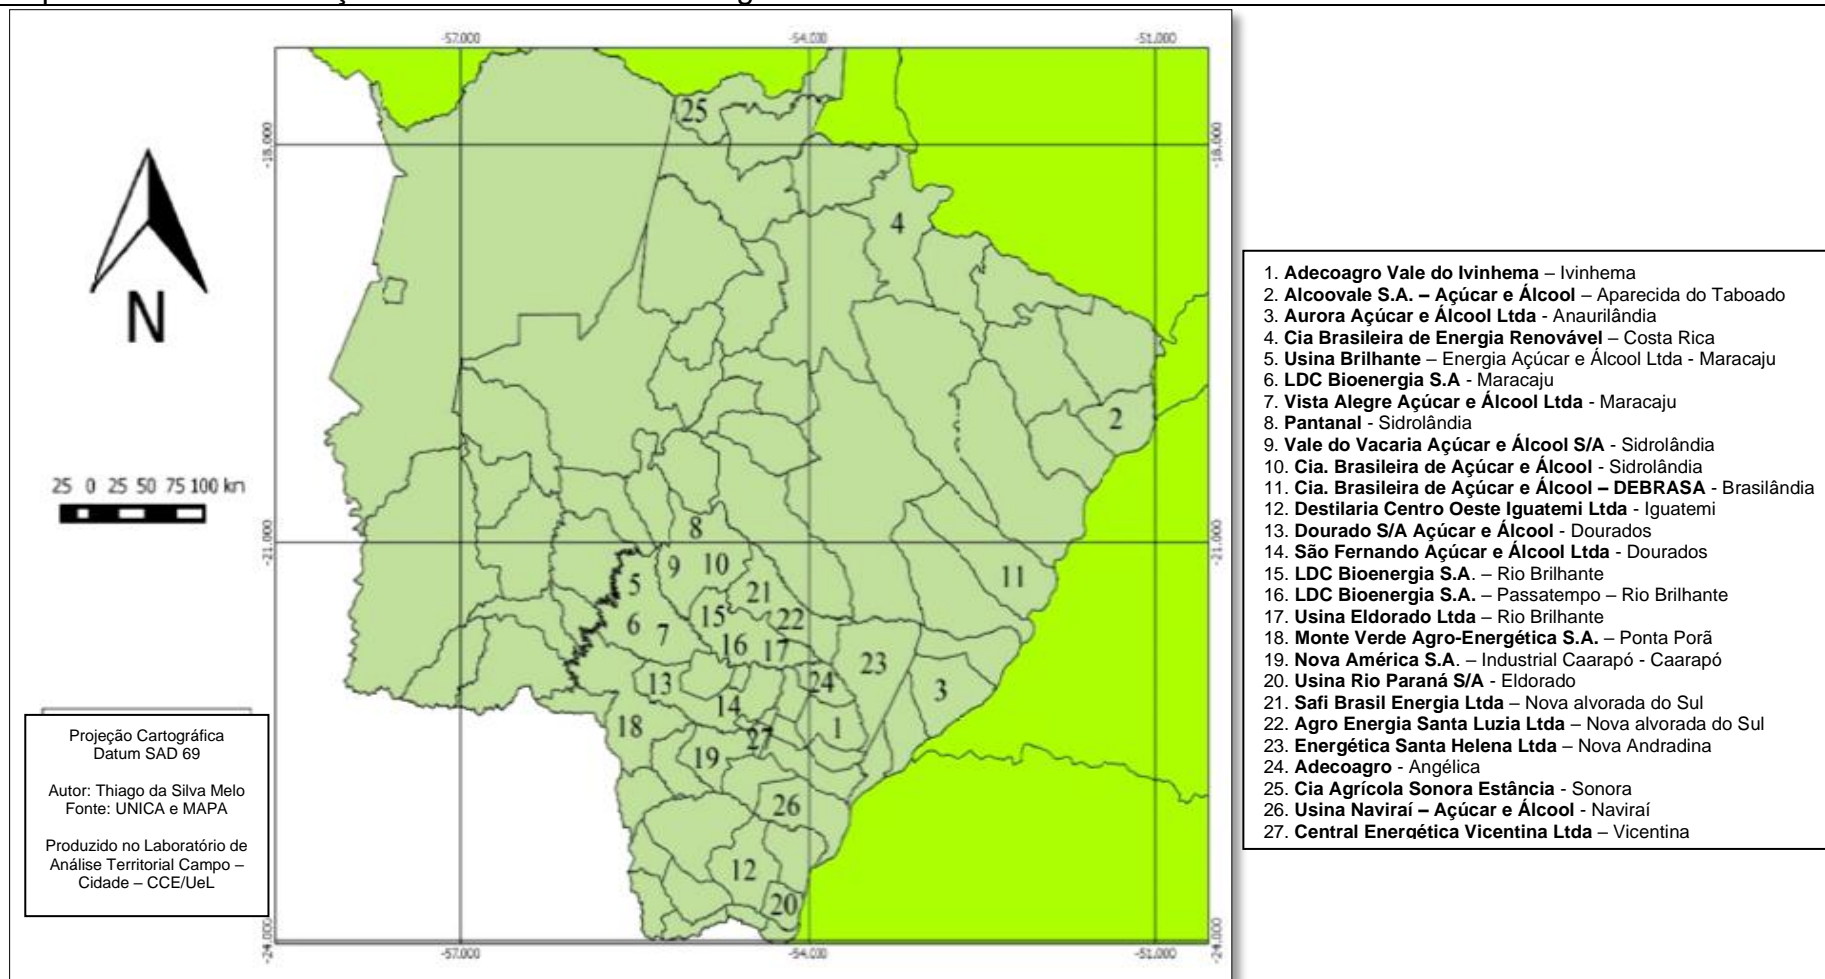 -57.000 -54.000 -51.000
-18.000 -18.000
-21.000 -21.000
-24.000 -24.000
-57.000 -54.000 -51.000
N
25 0 25 50 75 100 km
25
4
2
8
9 10
11
5
21
15
22
6
7
16
17
23
13
24
3
14
18
1
27
19
26
12
20
Projeção Cartográfica
Datum SAD 69
Autor: Thiago da Silva Melo
Fonte: UNICA e MAPA
Produzido no Laboratório de
Análise Territorial Campo –
Cidade – CCE/UeL
1. Adecoagro Vale do Ivinhema – Ivinhema
2. Alcoovale S.A. – Açúcar e Álcool – Aparecida do Taboado
3. Aurora Açúcar e Álcool Ltda - Anaurilândia
4. Cia Brasileira de Energia Renovável – Costa Rica
5. Usina Brilhante – Energia Açúcar e Álcool Ltda - Maracaju
6. LDC Bioenergia S.A - Maracaju
7. Vista Alegre Açúcar e Álcool Ltda - Maracaju
8. Pantanal - Sidrolândia
9. Vale do Vacaria Açúcar e Álcool S/A - Sidrolândia
10. Cia. Brasileira de Açúcar e Álcool - Sidrolândia
11. Cia. Brasileira de Açúcar e Álcool – DEBRASA - Brasilândia
12. Destilaria Centro Oeste Iguatemi Ltda - Iguatemi
13. Dourado S/A Açúcar e Álcool - Dourados
14. São Fernando Açúcar e Álcool Ltda - Dourados
15. LDC Bioenergia S.A. – Rio Brilhante
16. LDC Bioenergia S.A. – Passatempo – Rio Brilhante
17. Usina Eldorado Ltda – Rio Brilhante
18. Monte Verde Agro-Energética S.A. – Ponta Porã
19. Nova América S.A. – Industrial Caarapó - Caarapó
20. Usina Rio Paraná S/A - Eldorado
21. Safi Brasil Energia Ltda – Nova alvorada do Sul
22. Agro Energia Santa Luzia Ltda – Nova alvorada do Sul
23. Energética Santa Helena Ltda – Nova Andradina
24. Adecoagro - Angélica
25. Cia Agrícola Sonora Estância - Sonora
26. Usina Naviraí – Açúcar e Álcool - Naviraí
27. Central Energética Vicentina Ltda – Vicentina